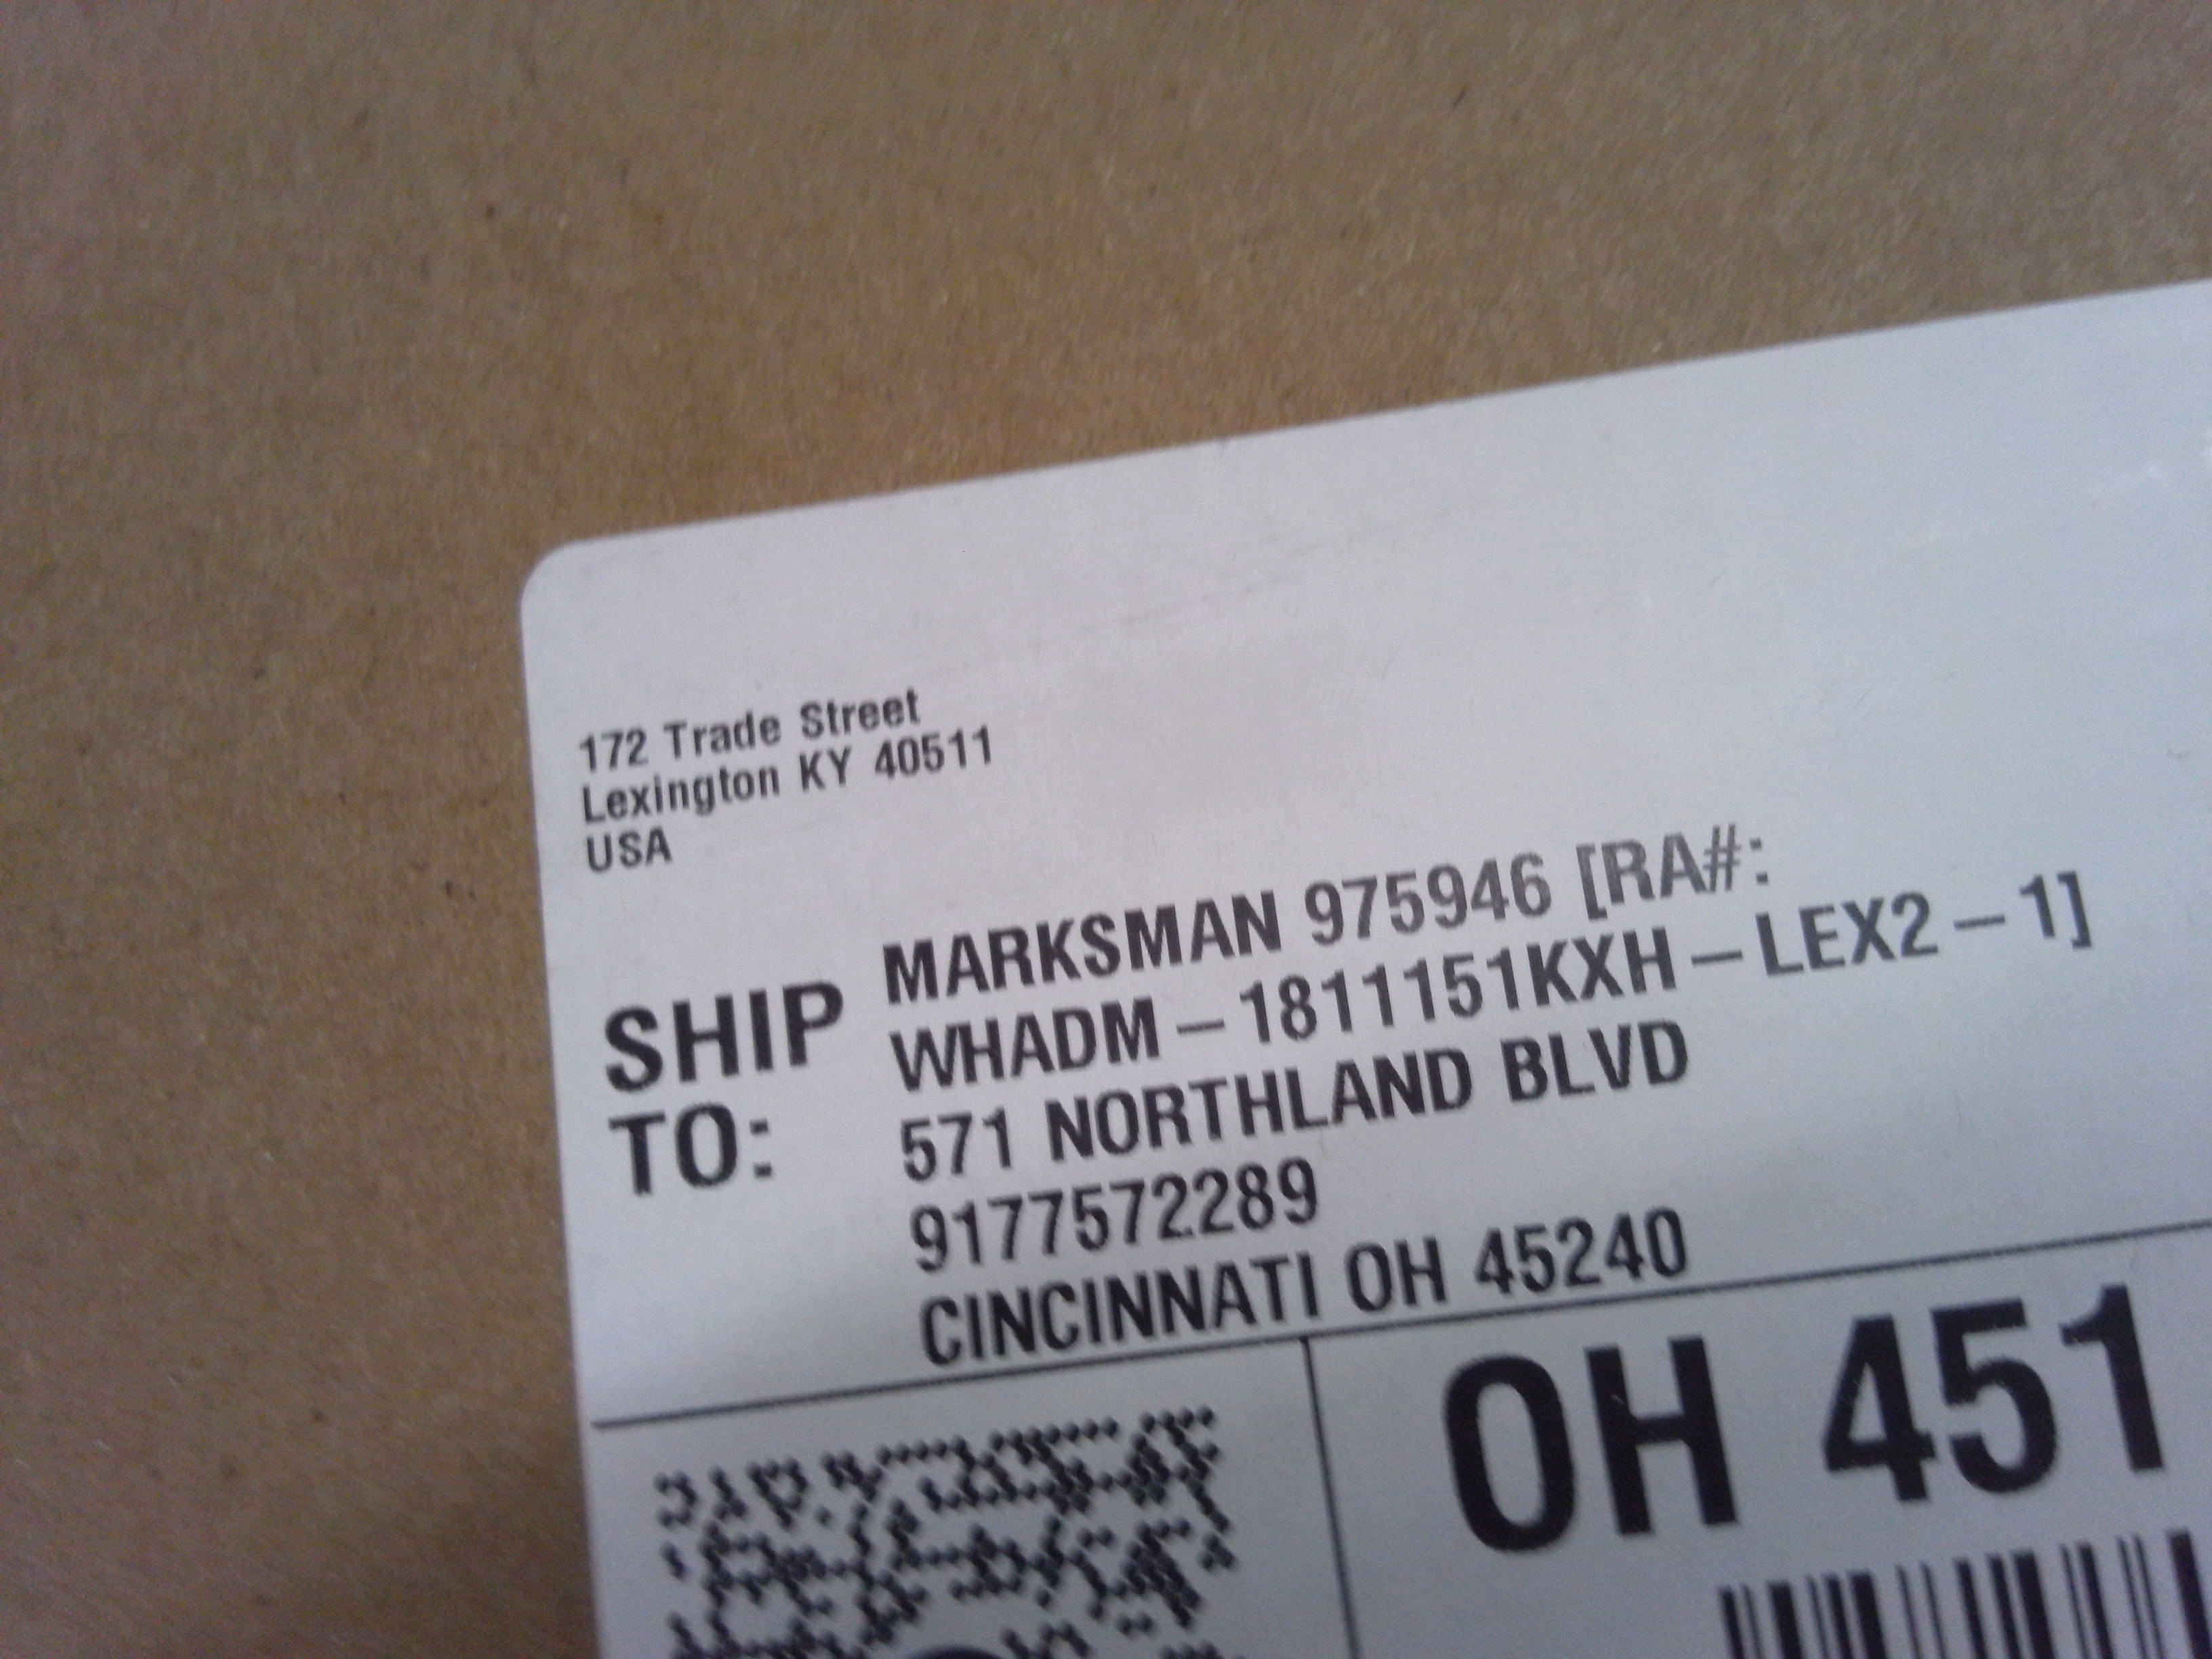 172 Trade Street
Lexington KY 40511
USA
SHIP
TO:
MARKSMAN 975946 [RA#:
WHADM-1811151KXH-LEX2-1]
571 NORTHLAND BLVD
9177572289
CINCINNATI OH 45240
OH 451